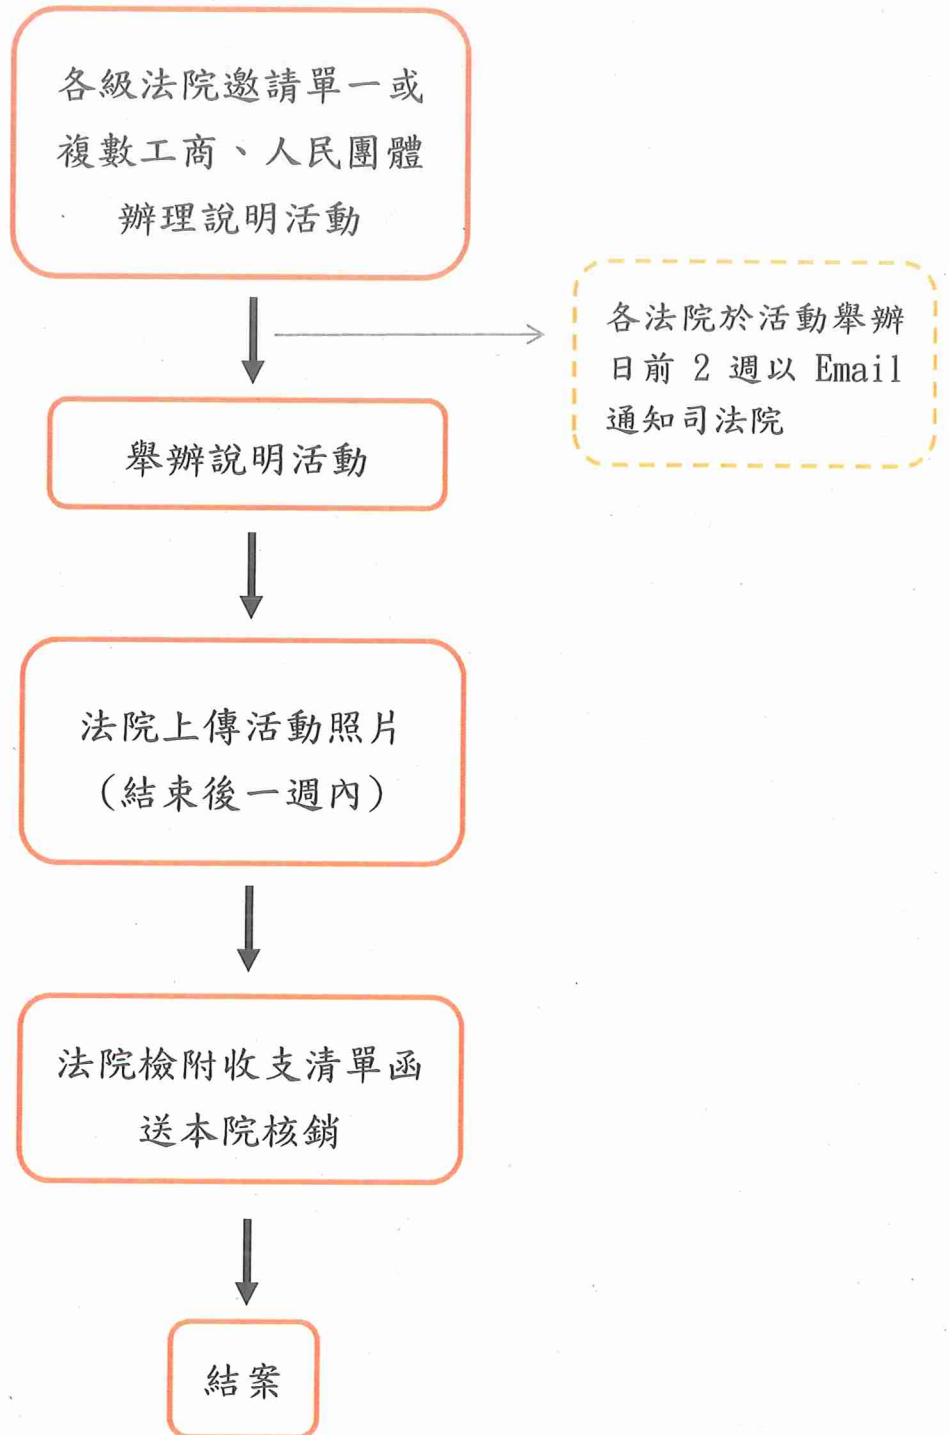 各級法院邀請單一或
複數工商、人民團體
辦理說明活動
各法院於活動舉辦
日前 2 週以 Email
通知司法院
舉辦說明活動
法院上傳活動照片
(結束後一週內)
法院檢附收支清單函
送本院核銷
結案